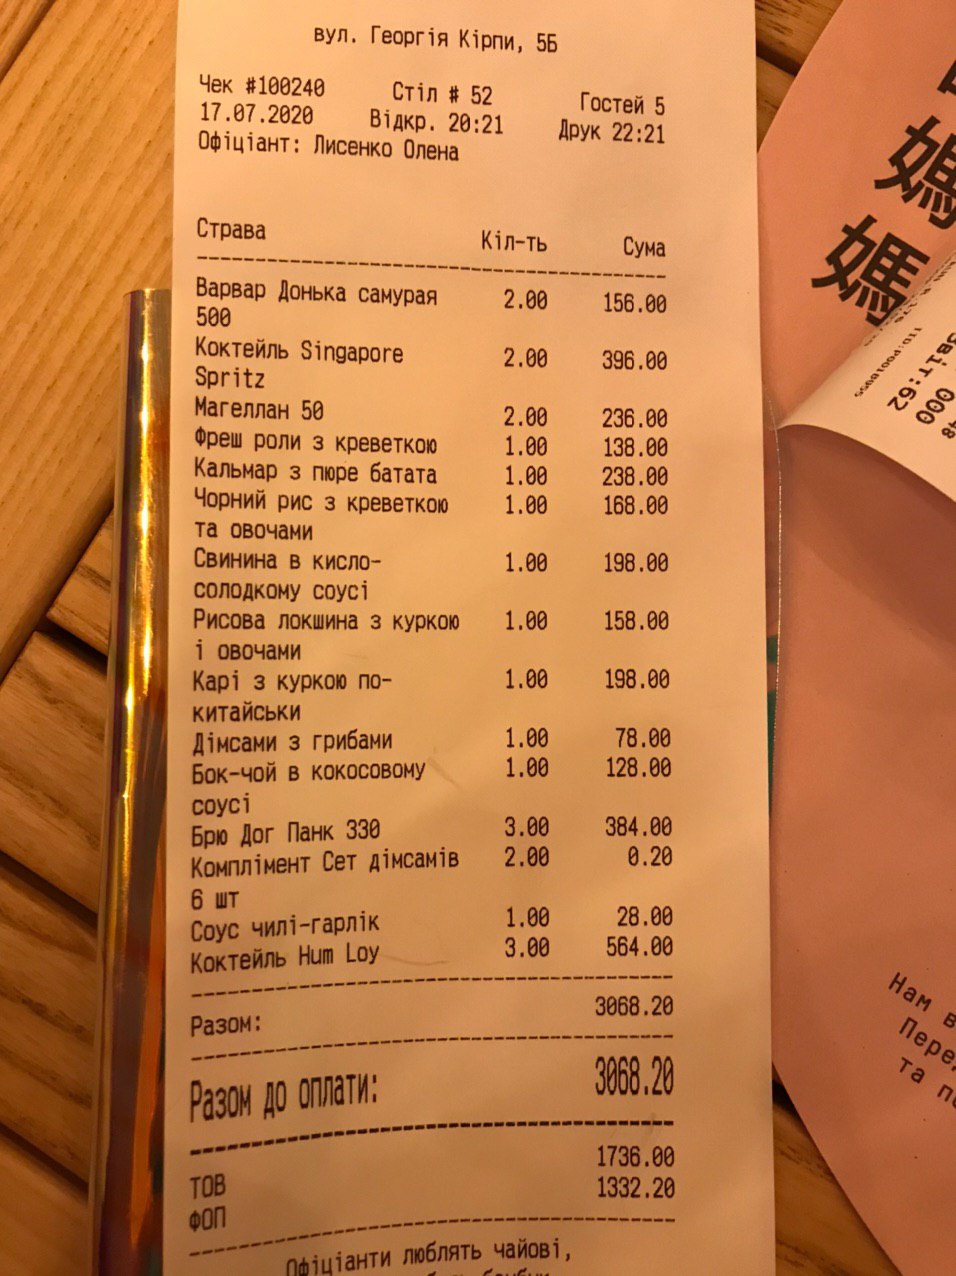 вул. Георгія Кірпи, 5Б
Чек #100240 Стіл # 52 Гостей 5
17.07.2020 Відкр. 20:21 Друк 22:21
Офіціант: Лисенко Олена
Страва Кіл-ть Сума
Варвар Донька самурая 2.00 156.00
500
Коктейль Singapore 2.00 396.00
Spritz
Магеллан 50 2.00 236.00
Фреш роли з креветкою 1.00 138.00
Кальмар з пюре батата 1.00 238.00
Чорний рис з креветкою 1.00 168.00
та овочами
Свинина в кисло- 1.00 198.00
солодкому соусі
Рисова локшина з куркою 1.00 158.00
і овочами
Карі з куркою по- 1.00 198.00
китайськи
Дімсами з грибами 1.00 78.00
Бок-чой в кокосовому 1.00 128.00
соусі
Брю Дог Панк 330 3.00 384.00
Комплімент Сет дімсамів 2.00 0.20
6 шт
Соус чилі-гарлік 1.00 28.00
Коктейль Hum Loy 3.00 564.00
Разом: 3068.20
Разом до оплати: 3068.20
ТОВ 1736.00
ФОП 1332.20
Офіціанти люблять чайові,
媽
媽
Нам
та